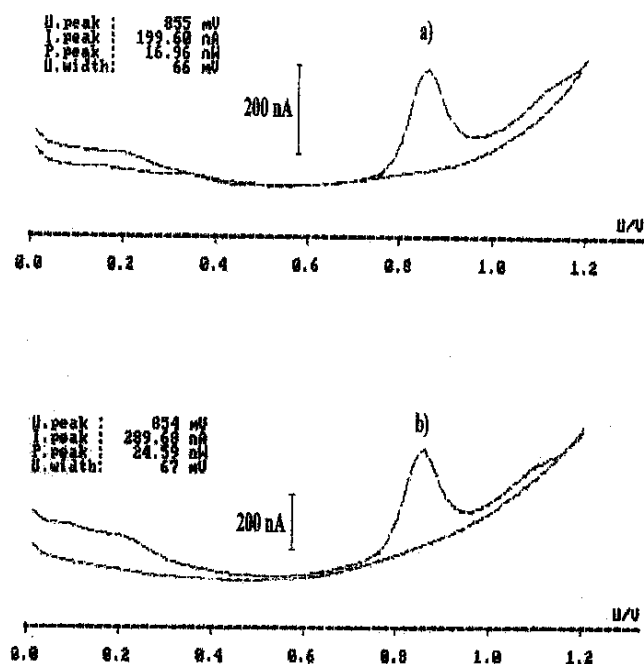 U.peak : 855 mV
I.peak : 199.60 nA
P.peak : 16.96 nW
U.width: 66 mV
a)
200 nA
U/V
0.0 0.2 0.4 0.6 0.8 1.0 1.2
U.peak : 854 mV
I.peak : 289.68 nA
P.peak : 24.59 nW
U.width: 67 mV
b)
200 nA
U/V
0.0 0.2 0.4 0.6 0.8 1.0 1.2